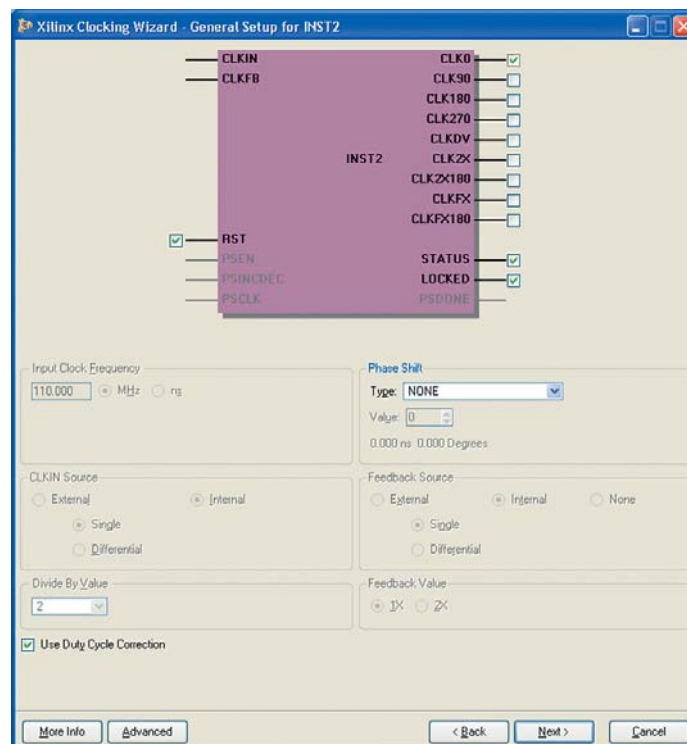 Xilinx Clocking Wizard - General Setup for INST2
CLKIN
CLKFB
RST
PSEN
PSINCDEC
PSCLK
INST2
CLK0
CLK90
CLK180
CLK270
CLKDV
CLK2X
CLK2X180
CLKFX
CLKFX180
STATUS
LOCKED
PSDONE
Input Clock Frequency
110.000 MHz ns
Phase Shift
Type: NONE
Value: 0
0.000 ns 0.000 Degrees
CLKIN Source
External Internal
Single
Differential
Feedback Source
External Internal None
Single
Differential
Divide By Value
2
Feedback Value
1X 2X
Use Duty Cycle Correction
More Info Advanced < Back Next > Cancel